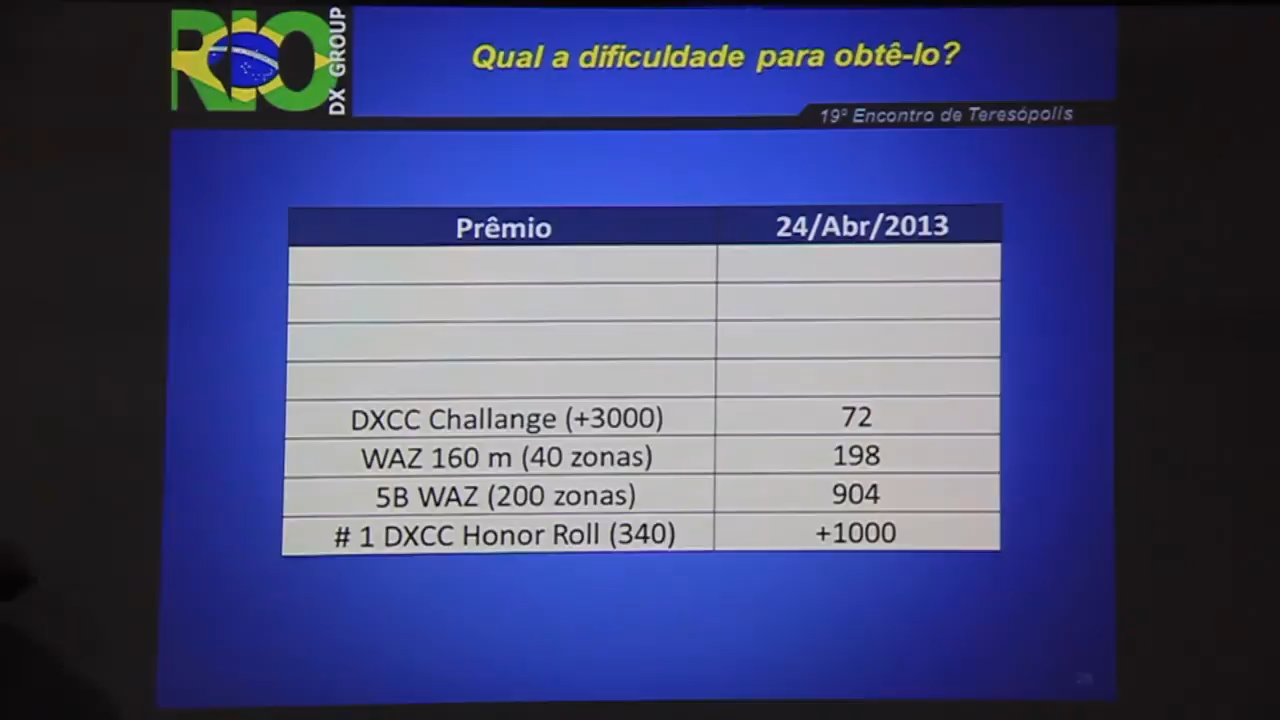 RIO
DX GROUP
Qual a dificuldade para obtê-lo?
19º Encontro de Teresópolis
Prêmio 24/Abr/2013
DXCC Challange (+3000) 72
WAZ 160 m (40 zonas) 198
5B WAZ (200 zonas) 904
# 1 DXCC Honor Roll (340) +1000